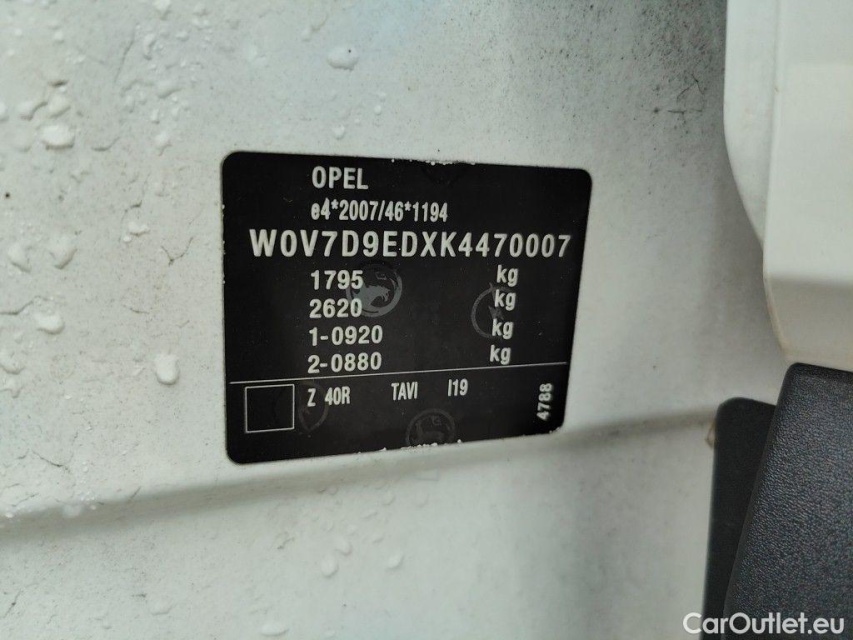 OPEL
e4*2007/46*1194
W0V7D9EDXK4470007
1795 kg
2620 kg
1-0920 kg
2-0880 kg
Z 40R TAVI I19
4788
CarOutlet.eu